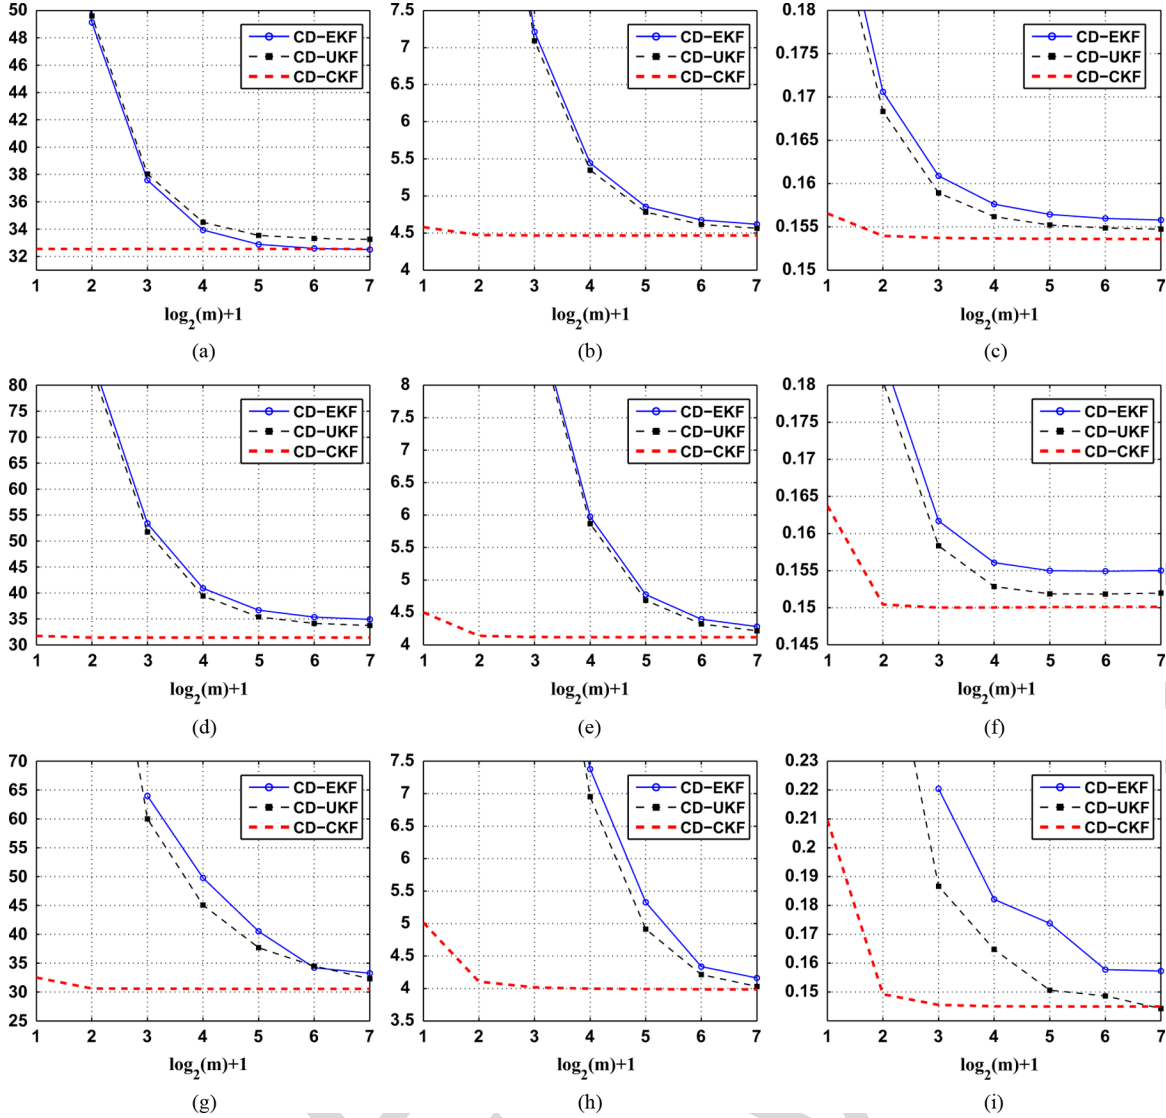 50
48
46
44
42
40
38
36
34
32
1 2 3 4 5 6 7
log2(m)+1
CD-EKF
CD-UKF
CD-CKF
(a)
7.5
7
6.5
6
5.5
5
4.5
4
1 2 3 4 5 6 7
log2(m)+1
CD-EKF
CD-UKF
CD-CKF
(b)
0.18
0.175
0.17
0.165
0.16
0.155
0.15
1 2 3 4 5 6 7
log2(m)+1
CD-EKF
CD-UKF
CD-CKF
(c)
80
75
70
65
60
55
50
45
40
35
30
1 2 3 4 5 6 7
log2(m)+1
CD-EKF
CD-UKF
CD-CKF
(d)
8
7.5
7
6.5
6
5.5
5
4.5
4
1 2 3 4 5 6 7
log2(m)+1
CD-EKF
CD-UKF
CD-CKF
(e)
0.18
0.175
0.17
0.165
0.16
0.155
0.15
0.145
1 2 3 4 5 6 7
log2(m)+1
CD-EKF
CD-UKF
CD-CKF
(f)
70
65
60
55
50
45
40
35
30
25
1 2 3 4 5 6 7
log2(m)+1
CD-EKF
CD-UKF
CD-CKF
(g)
7.5
7
6.5
6
5.5
5
4.5
4
3.5
1 2 3 4 5 6 7
log2(m)+1
CD-EKF
CD-UKF
CD-CKF
(h)
0.23
0.22
0.21
0.2
0.19
0.18
0.17
0.16
0.15
1 2 3 4 5 6 7
log2(m)+1
CD-EKF
CD-UKF
CD-CKF
(i)